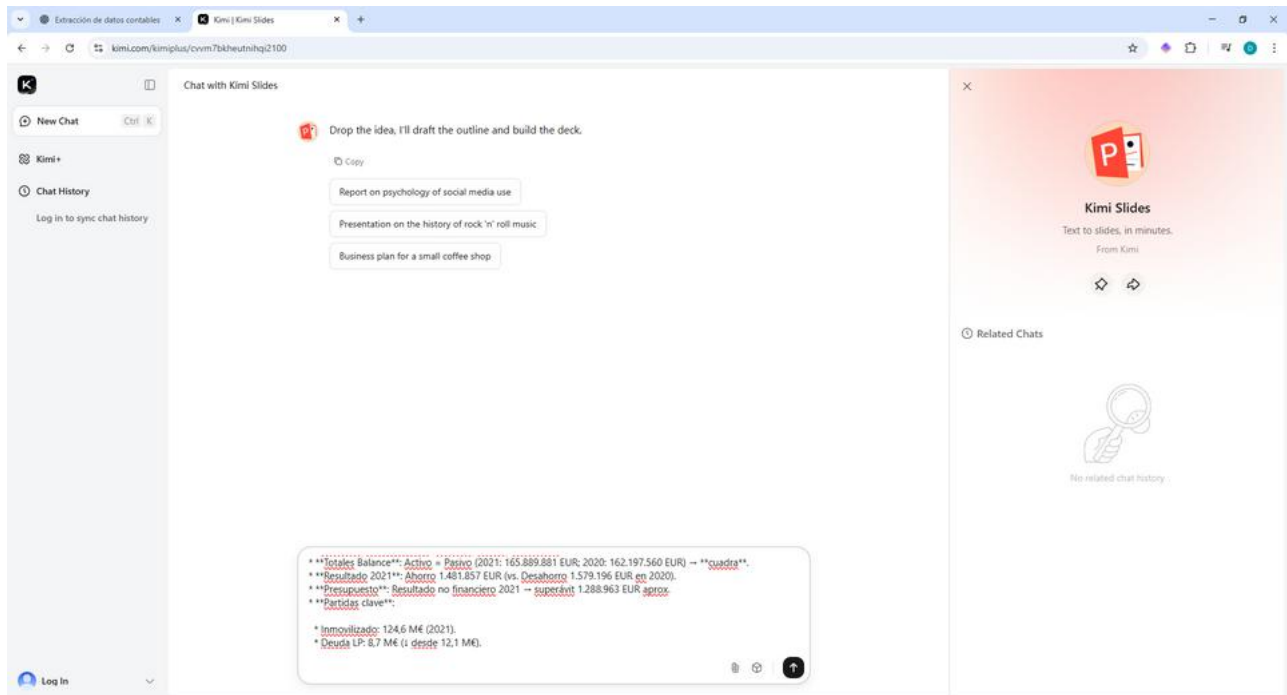 Extracción de datos contables
Kimi | Kimi Slides
kimi.com/kimiplus/cvvm7bkheutnihqi2100
K
New Chat Ctrl K
Kimi+
Chat History
Log in to sync chat history
Log In
Chat with Kimi Slides
Drop the idea, I'll draft the outline and build the deck.
Copy
Report on psychology of social media use
Presentation on the history of rock 'n' roll music
Business plan for a small coffee shop
* **Totales Balance**: Activo = Pasivo (2021: 165.889.881 EUR; 2020: 162.197.560 EUR) → **cuadra**.
* **Resultado 2021**: Ahorro 1.481.857 EUR (vs. Desahorro 1.579.196 EUR en 2020).
* **Presupuesto**: Resultado no financiero 2021 → superávit 1.288.963 EUR aprox.
* **Partidas clave**:
* Inmovilizado: 124,6 M€ (2021).
* Deuda LP: 8,7 M€ (↓ desde 12,1 M€).
P
Kimi Slides
Text to slides, in minutes.
From Kimi
Related Chats
No related chat history